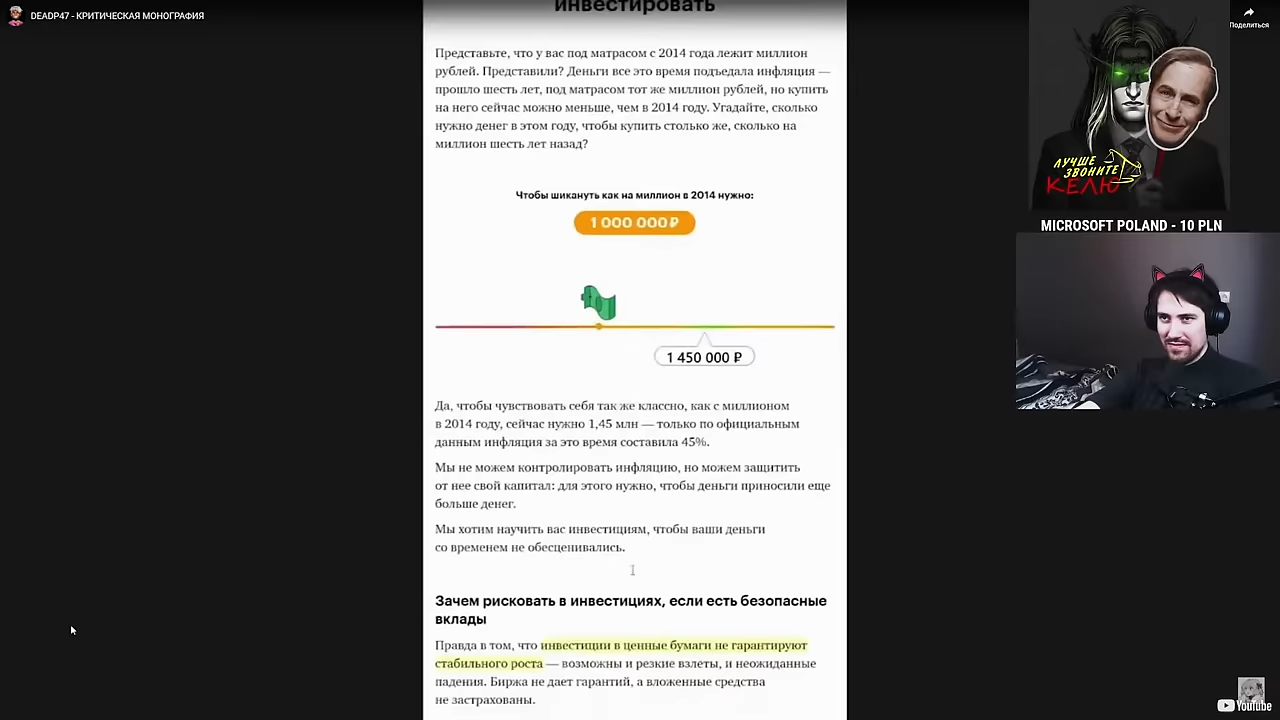 DEADP47 - КРИТИЧЕСКАЯ МОНОГРАФИЯ
инвестировать
Поделиться
Представьте, что у вас под матрасом с 2014 года лежит миллион
рублей. Представили? Деньги все это время подъедала инфляция —
прошло шесть лет, под матрасом тот же миллион рублей, но купить
на него сейчас можно меньше, чем в 2014 году. Угадайте, сколько
нужно денег в этом году, чтобы купить столько же, сколько на
миллион шесть лет назад?
Чтобы шикануть как на миллион в 2014 нужно:
1 000 000 ₽
1 450 000 ₽
Да, чтобы чувствовать себя так же классно, как с миллионом
в 2014 году, сейчас нужно 1,45 млн — только по официальным
данным инфляция за это время составила 45%.
Мы не можем контролировать инфляцию, но можем защитить
от нее свой капитал: для этого нужно, чтобы деньги приносили еще
больше денег.
Мы хотим научить вас инвестициям, чтобы ваши деньги
со временем не обесценивались.
Зачем рисковать в инвестициях, если есть безопасные
вклады
Правда в том, что инвестиции в ценные бумаги не гарантируют
стабильного роста — возможны и резкие взлеты, и неожиданные
падения. Биржа не дает гарантий, а вложенные средства
не застрахованы.
ЛУЧШЕ
ЗВОНИТЕ
КЕЛЮ
MICROSOFT POLAND - 10 PLN
YouTube